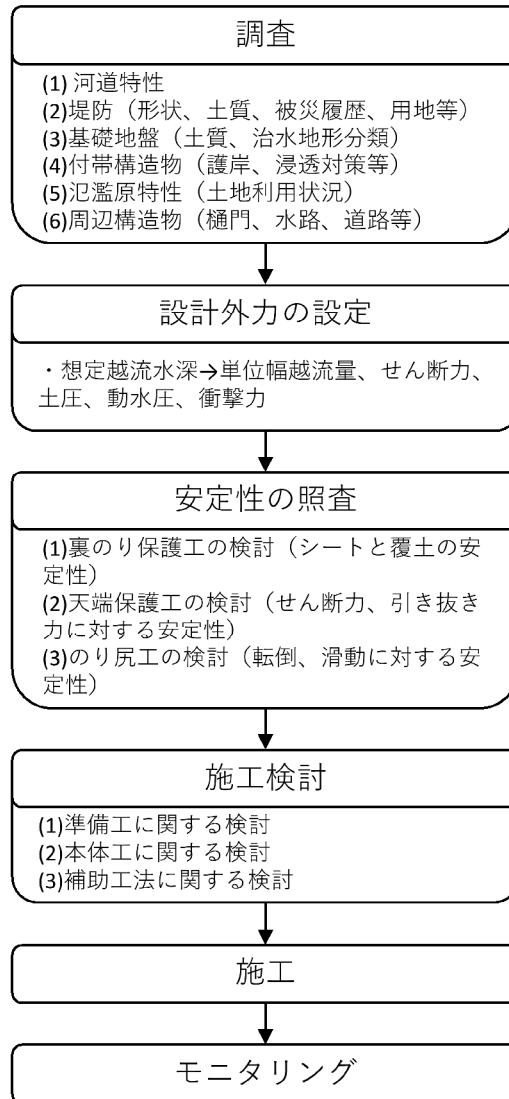 調査
(1) 河道特性
(2)堤防（形状、土質、被災履歴、用地等）
(3)基礎地盤（土質、治水地形分類）
(4)付帯構造物（護岸、浸透対策等）
(5)氾濫原特性（土地利用状況）
(6)周辺構造物（樋門、水路、道路等）
設計外力の設定
・想定越流水深→単位幅越流量、せん断力、
土圧、動水圧、衝撃力
安定性の照査
(1)裏のり保護工の検討（シートと覆土の安
定性）
(2)天端保護工の検討（せん断力、引き抜き
力に対する安定性）
(3)のり尻工の検討（転倒、滑動に対する安
定性）
施工検討
(1)準備工に関する検討
(2)本体工に関する検討
(3)補助工法に関する検討
施工
モニタリング